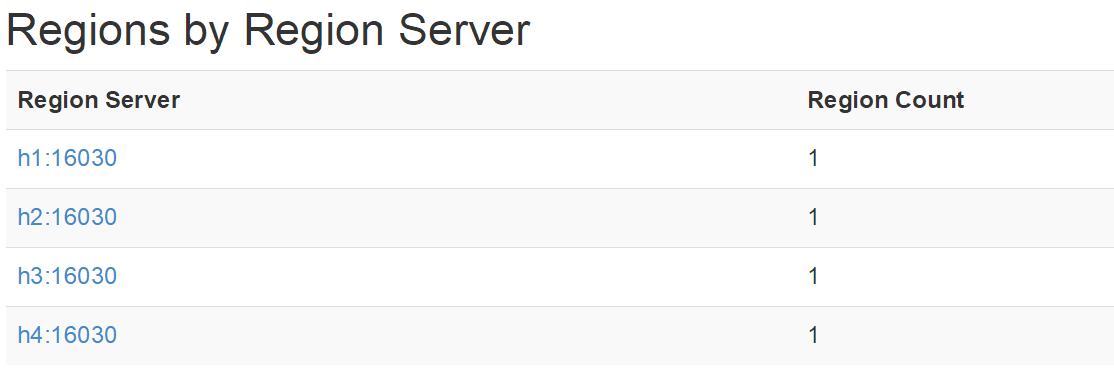 Regions by Region Server
Region Server Region Count
h1:16030 1
h2:16030 1
h3:16030 1
h4:16030 1